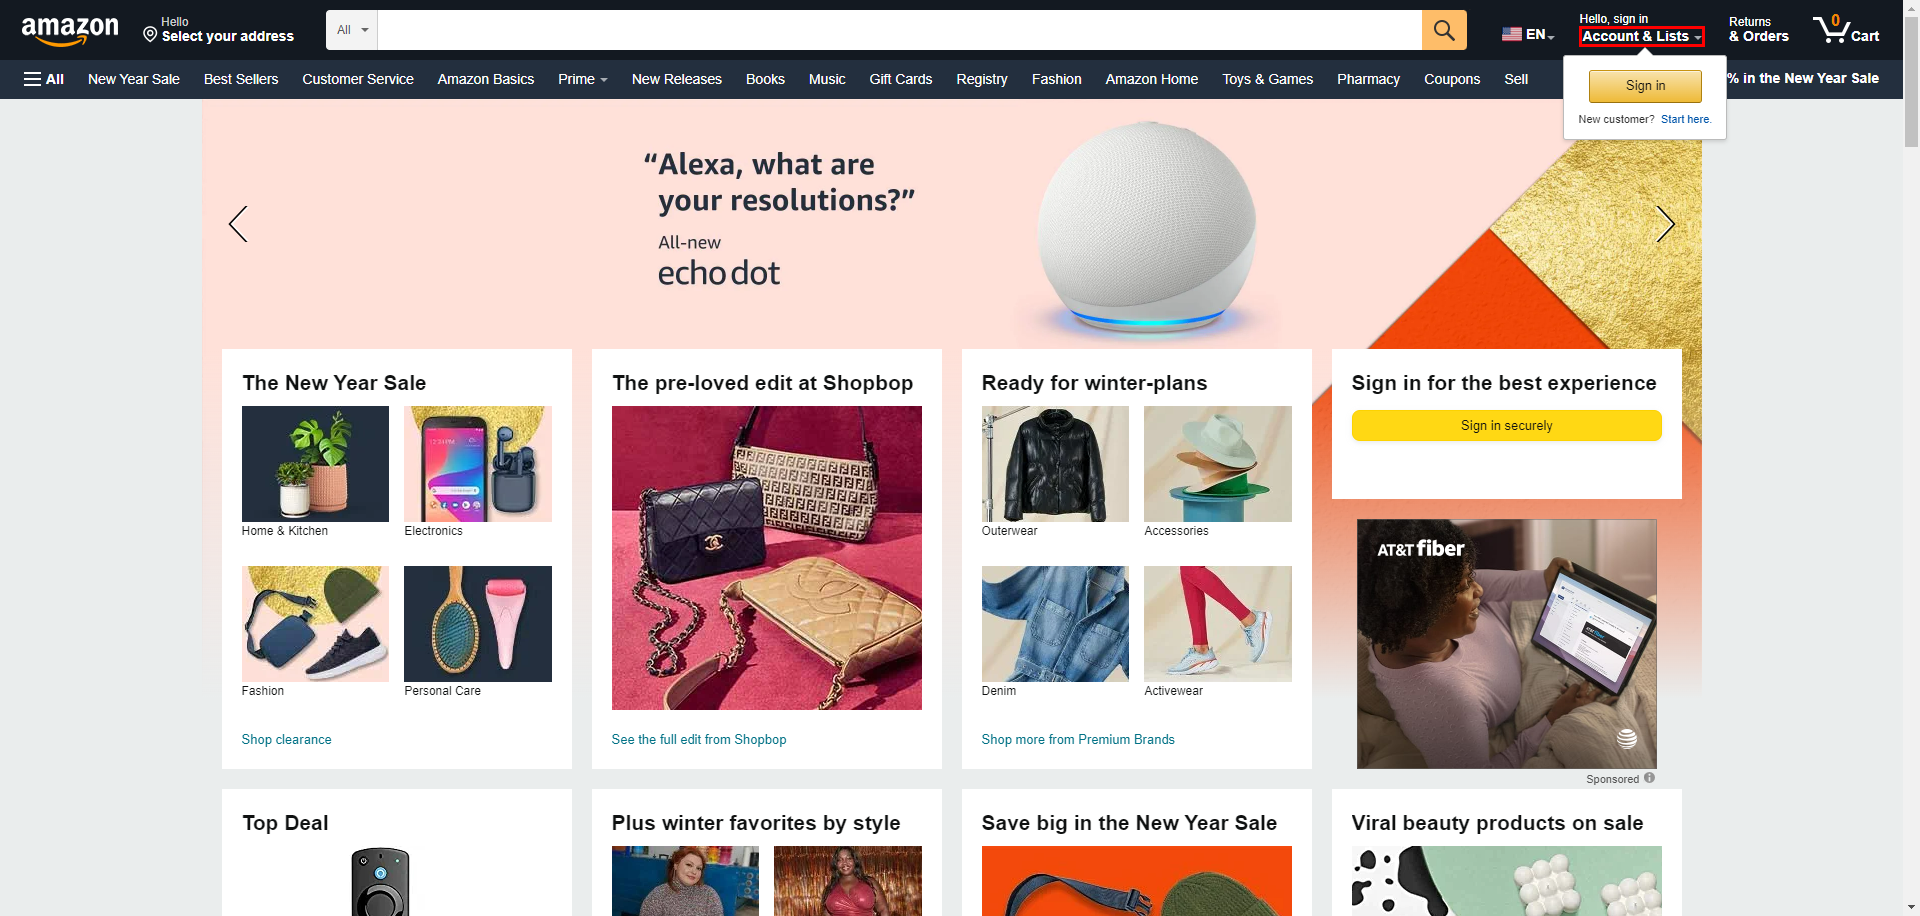 amazon
Hello
Select your address
All
EN
Hello, sign in
Account & Lists
Returns
& Orders
0
Cart
All
New Year Sale
Best Sellers
Customer Service
Amazon Basics
Prime
New Releases
Books
Music
Gift Cards
Registry
Fashion
Amazon Home
Toys & Games
Pharmacy
Coupons
Sell
% in the New Year Sale
Sign in
New customer? Start here.
“Alexa, what are
your resolutions?”
All-new
echo dot
The New Year Sale
Home & Kitchen
Electronics
12:31 PM
Fashion
Personal Care
Shop clearance
The pre-loved edit at Shopbop
See the full edit from Shopbop
Ready for winter-plans
Outerwear
Accessories
Denim
Activewear
Shop more from Premium Brands
Sign in for the best experience
Sign in securely
AT&T fiber
Sponsored
Top Deal
Plus winter favorites by style
Save big in the New Year Sale
Viral beauty products on sale